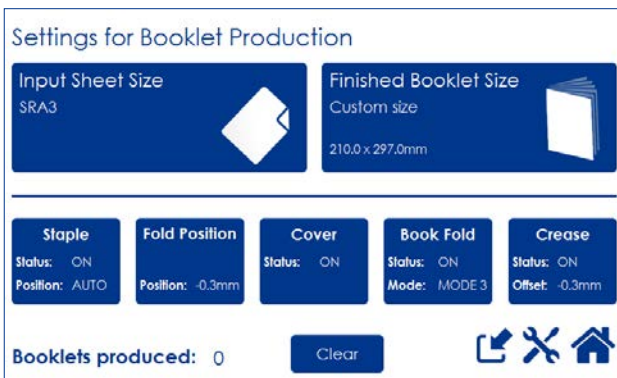 Settings for Booklet Production
Input Sheet Size
SRA3
Finished Booklet Size
Custom size
210.0 x 297.0mm
Staple
Status: ON
Position: AUTO
Fold Position
Position: -0.3mm
Cover
Status: ON
Book Fold
Status: ON
Mode: MODE 3
Crease
Status: ON
Offset: -0.3mm
Booklets produced: 0
Clear